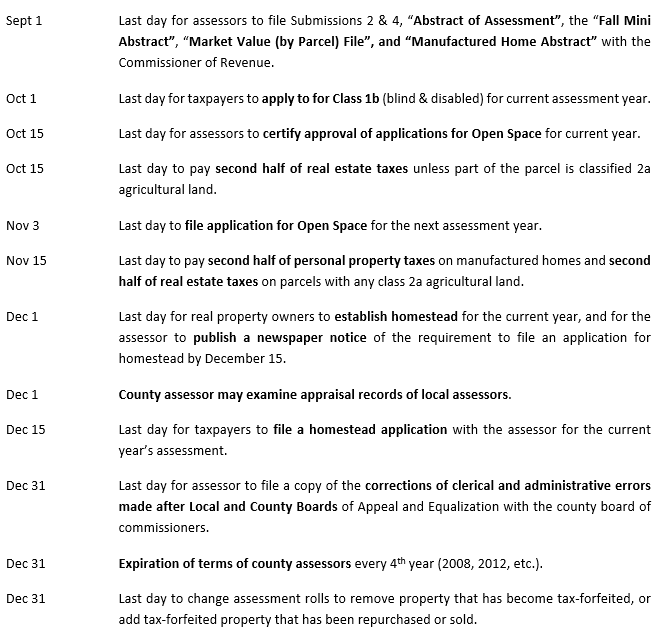 Sept 1 Last day for assessors to file Submissions 2 & 4, “Abstract of Assessment”, the “Fall Mini
Abstract”, “Market Value (by Parcel) File”, and “Manufactured Home Abstract” with the
Commissioner of Revenue.
Oct 1 Last day for taxpayers to apply to for Class 1b (blind & disabled) for current assessment year.
Oct 15 Last day for assessors to certify approval of applications for Open Space for current year.
Oct 15 Last day to pay second half of real estate taxes unless part of the parcel is classified 2a
agricultural land.
Nov 3 Last day to file application for Open Space for the next assessment year.
Nov 15 Last day to pay second half of personal property taxes on manufactured homes and second
half of real estate taxes on parcels with any class 2a agricultural land.
Dec 1 Last day for real property owners to establish homestead for the current year, and for the
assessor to publish a newspaper notice of the requirement to file an application for
homestead by December 15.
Dec 1 County assessor may examine appraisal records of local assessors.
Dec 15 Last day for taxpayers to file a homestead application with the assessor for the current
year’s assessment.
Dec 31 Last day for assessor to file a copy of the corrections of clerical and administrative errors
made after Local and County Boards of Appeal and Equalization with the county board of
commissioners.
Dec 31 Expiration of terms of county assessors every 4th year (2008, 2012, etc.).
Dec 31 Last day to change assessment rolls to remove property that has become tax-forfeited, or
add tax-forfeited property that has been repurchased or sold.